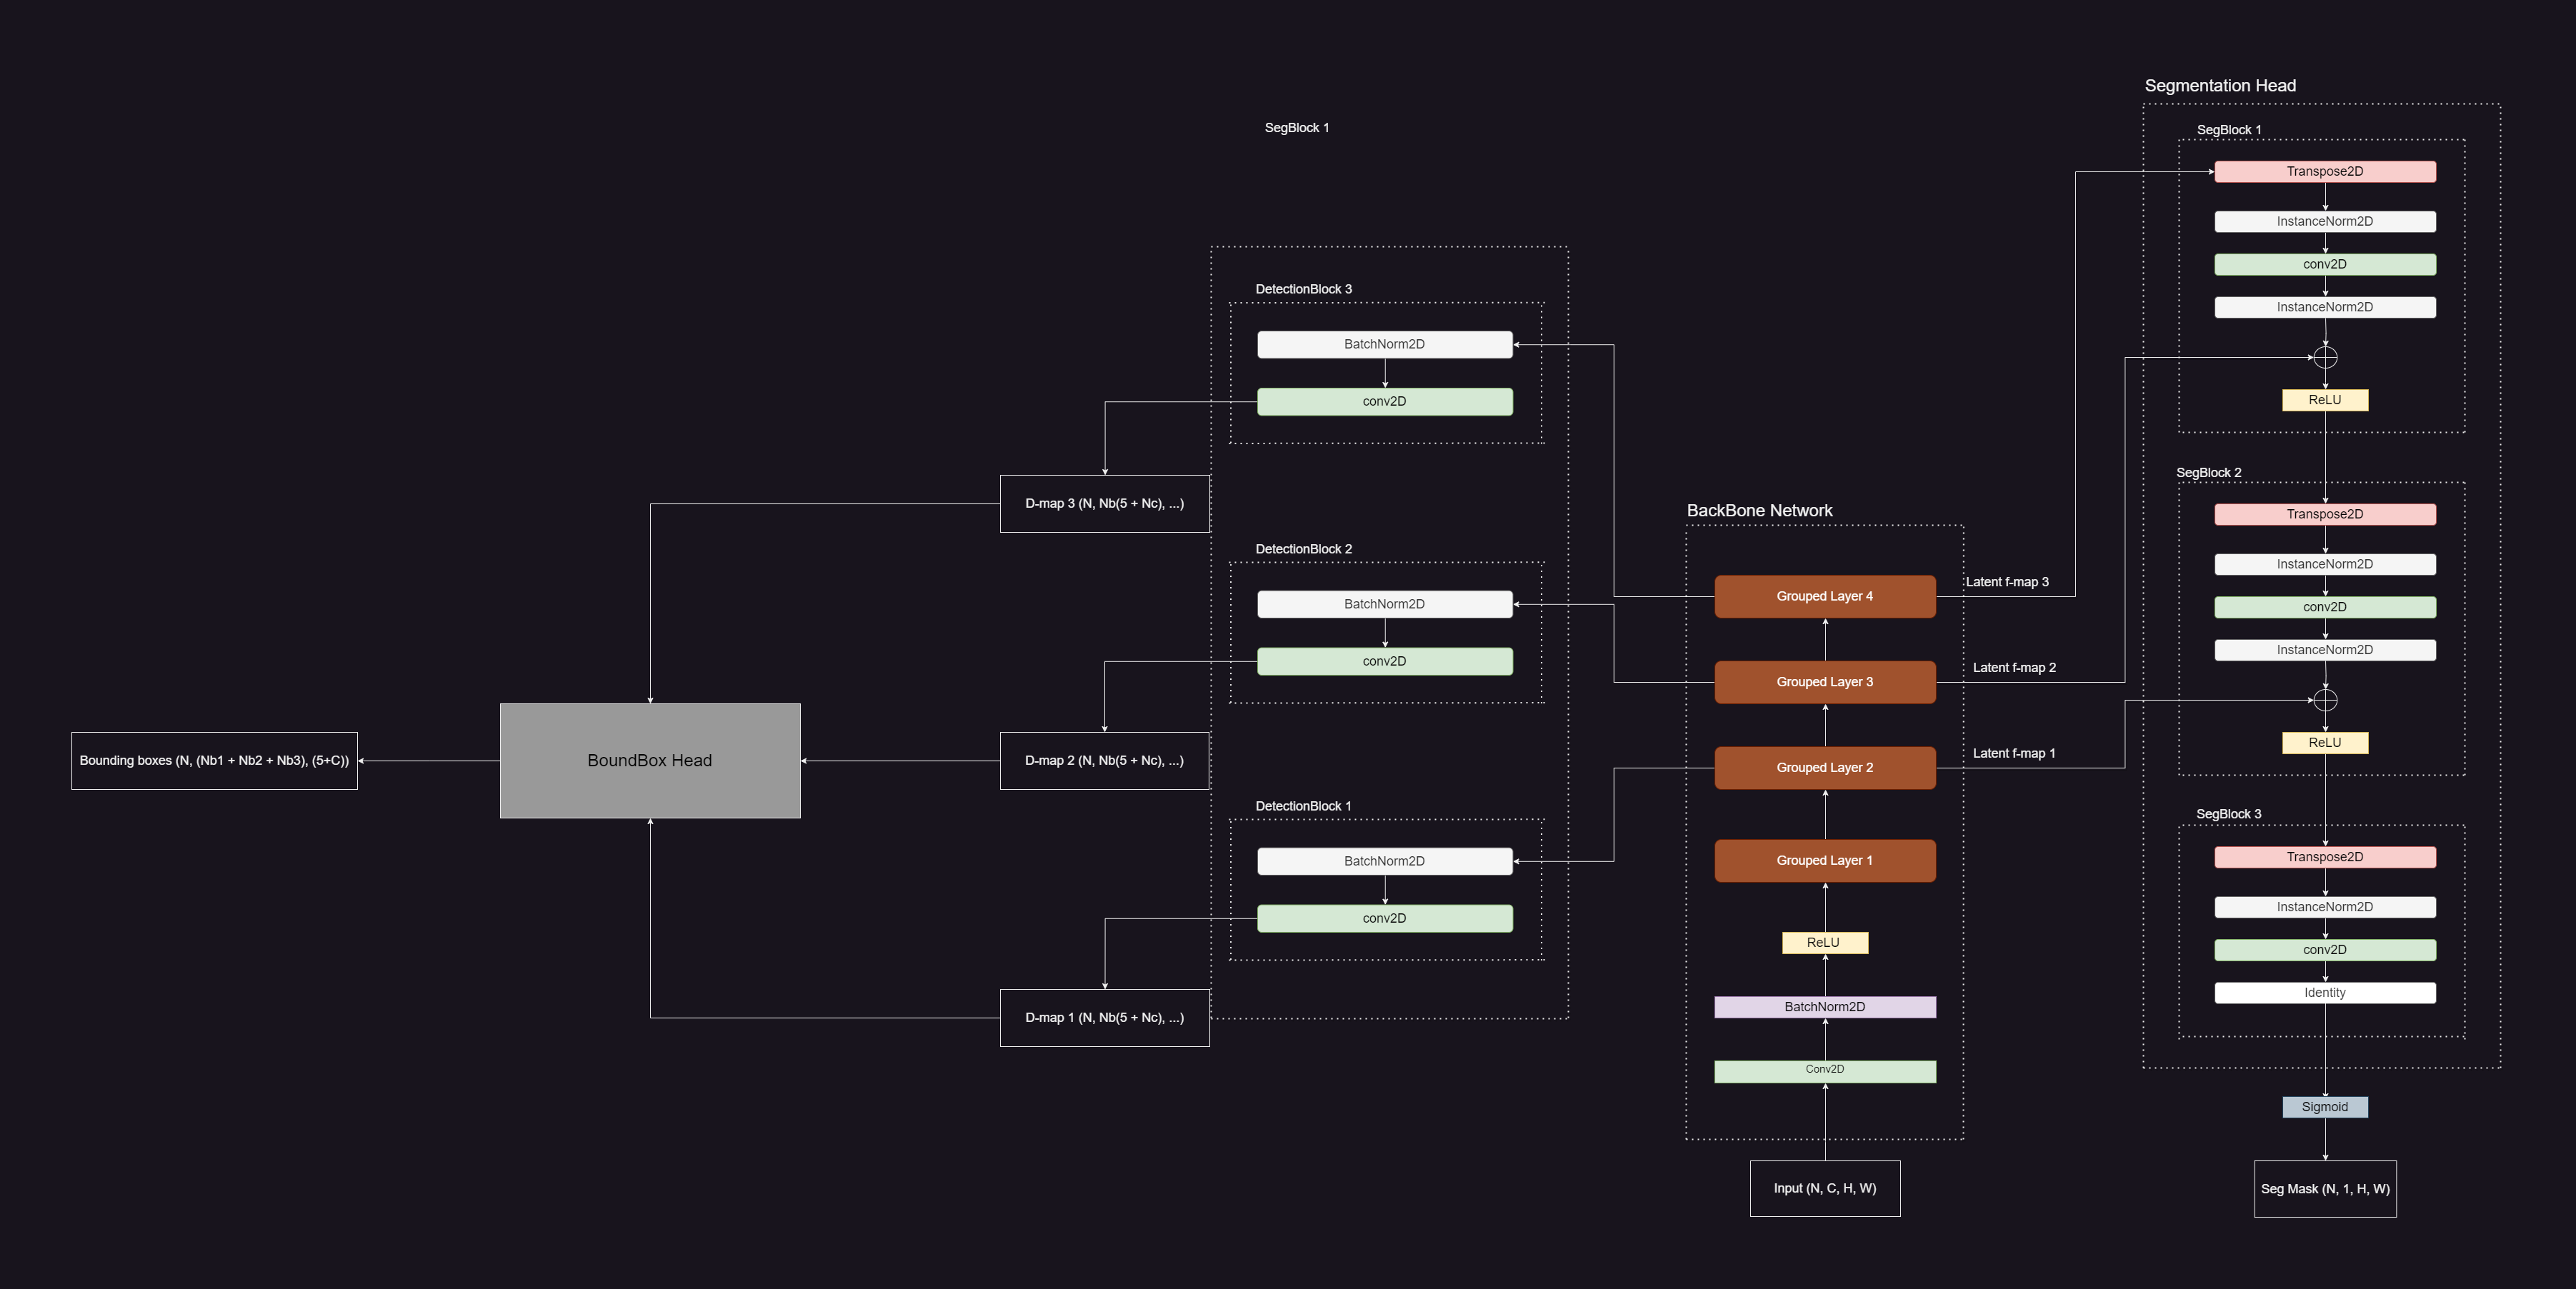 Segmentation Head
SegBlock 1
SegBlock 1
Transpose2D
InstanceNorm2D
conv2D
InstanceNorm2D
ReLU
SegBlock 2
Transpose2D
InstanceNorm2D
conv2D
InstanceNorm2D
ReLU
SegBlock 3
Transpose2D
InstanceNorm2D
conv2D
Identity
Sigmoid
Seg Mask (N, 1, H, W)
BackBone Network
Grouped Layer 4
Latent f-map 3
Grouped Layer 3
Latent f-map 2
Grouped Layer 2
Latent f-map 1
Grouped Layer 1
ReLU
BatchNorm2D
Conv2D
Input (N, C, H, W)
DetectionBlock 3
BatchNorm2D
conv2D
D-map 3 (N, Nb(5 + Nc), ...)
DetectionBlock 2
BatchNorm2D
conv2D
D-map 2 (N, Nb(5 + Nc), ...)
DetectionBlock 1
BatchNorm2D
conv2D
D-map 1 (N, Nb(5 + Nc), ...)
BoundBox Head
Bounding boxes (N, (Nb1 + Nb2 + Nb3), (5+C))